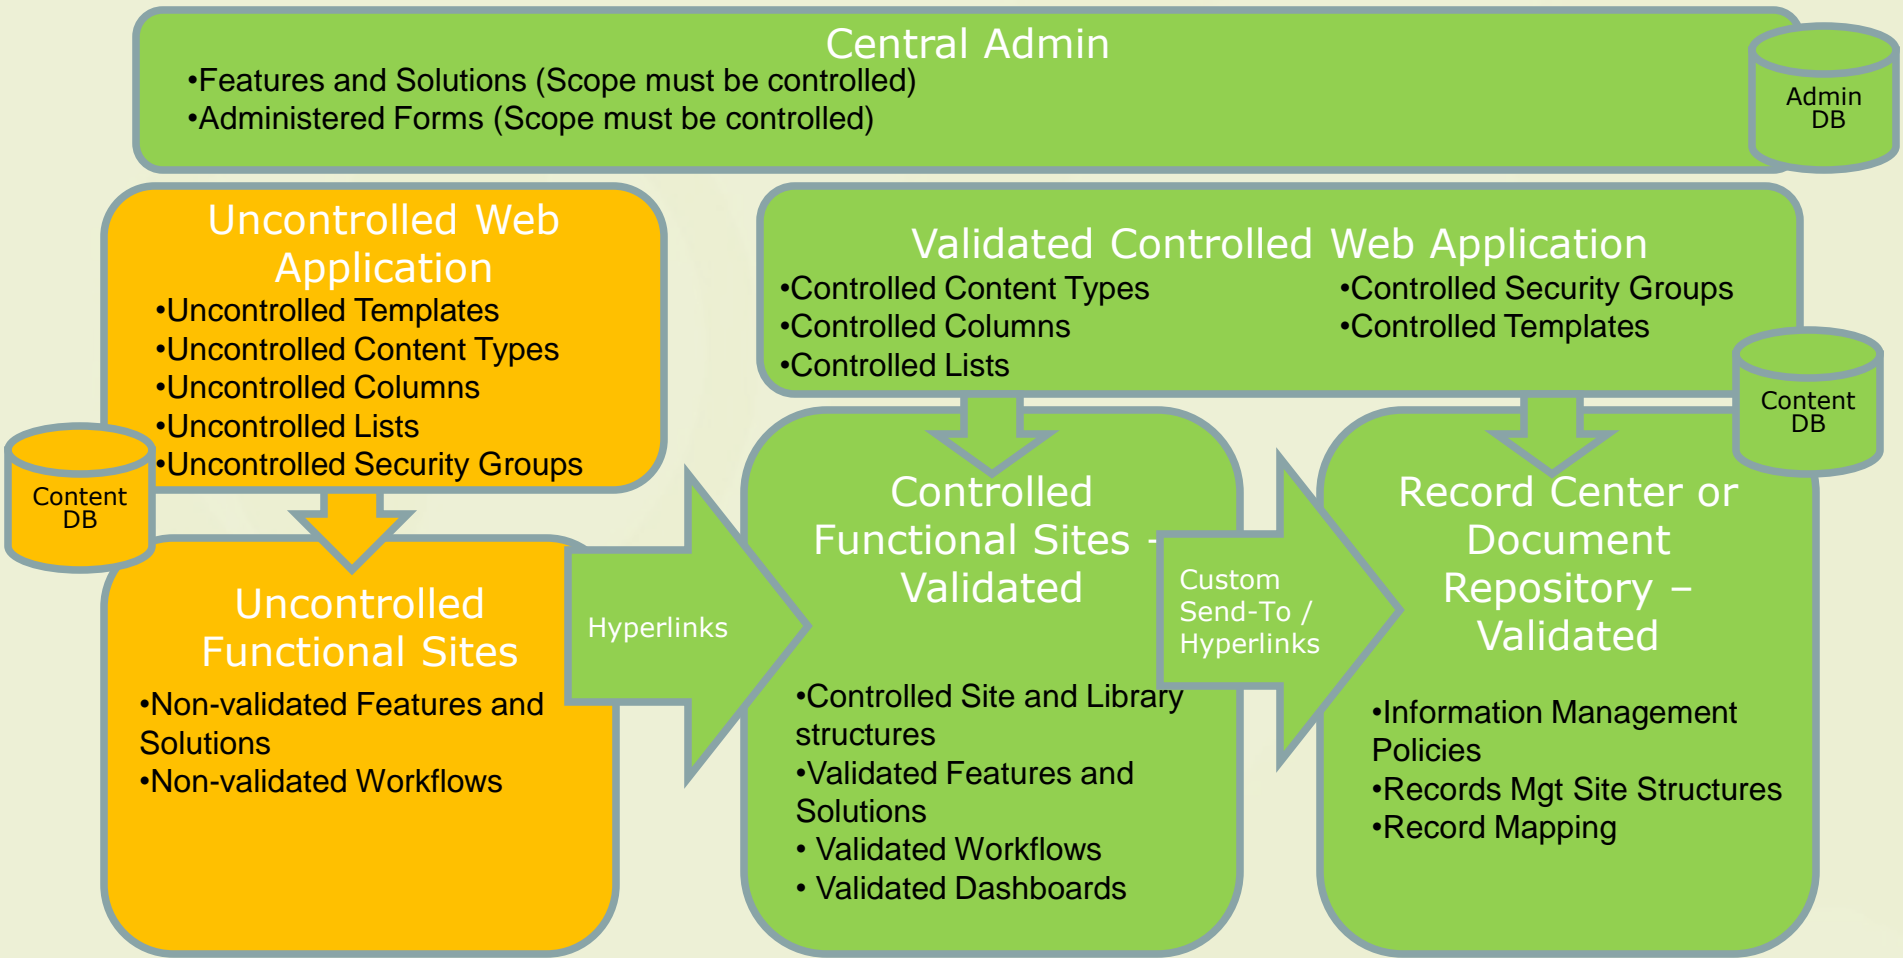 Central Admin
•Features and Solutions (Scope must be controlled)
•Administered Forms (Scope must be controlled)
Admin
DB
Uncontrolled Web
Application
•Uncontrolled Templates
•Uncontrolled Content Types
•Uncontrolled Columns
•Uncontrolled Lists
•Uncontrolled Security Groups
Content
DB
Validated Controlled Web Application
•Controlled Content Types
•Controlled Columns
•Controlled Lists
•Controlled Security Groups
•Controlled Templates
Content
DB
Uncontrolled
Functional Sites
•Non-validated Features and
Solutions
•Non-validated Workflows
Hyperlinks
Controlled
Functional Sites –
Validated
•Controlled Site and Library
structures
•Validated Features and
Solutions
• Validated Workflows
• Validated Dashboards
Custom
Send-To /
Hyperlinks
Record Center or
Document
Repository –
Validated
•Information Management
Policies
•Records Mgt Site Structures
•Record Mapping